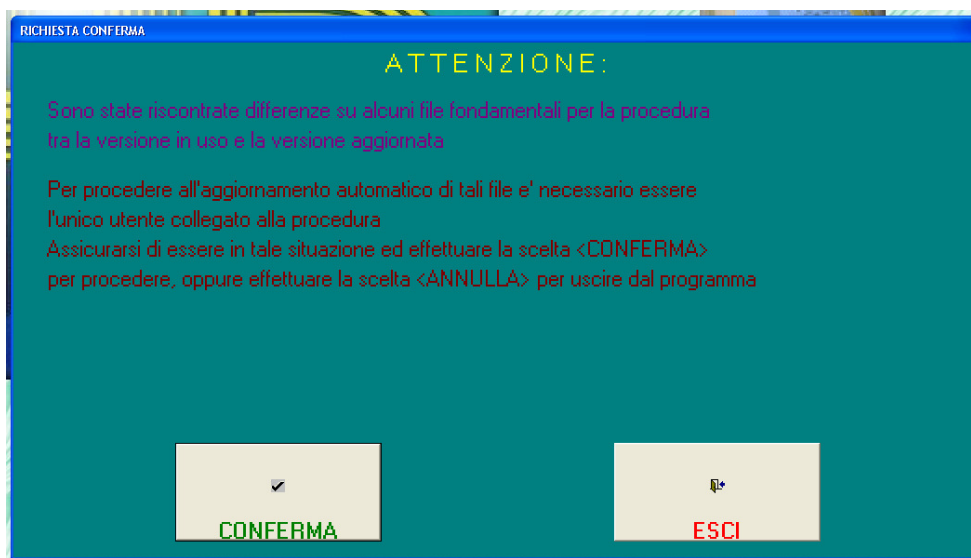 RICHIESTA CONFERMA
ATTENZIONE:
Sono state riscontrate differenze su alcuni file fondamentali per la procedura
tra la versione in uso e la versione aggiornata
Per procedere all'aggiornamento automatico di tali file e' necessario essere
l'unico utente collegato alla procedura
Assicurarsi di essere in tale situazione ed effettuare la scelta <CONFERMA>
per procedere, oppure effettuare la scelta <ANNULLA> per uscire dal programma
CONFERMA
ESCI